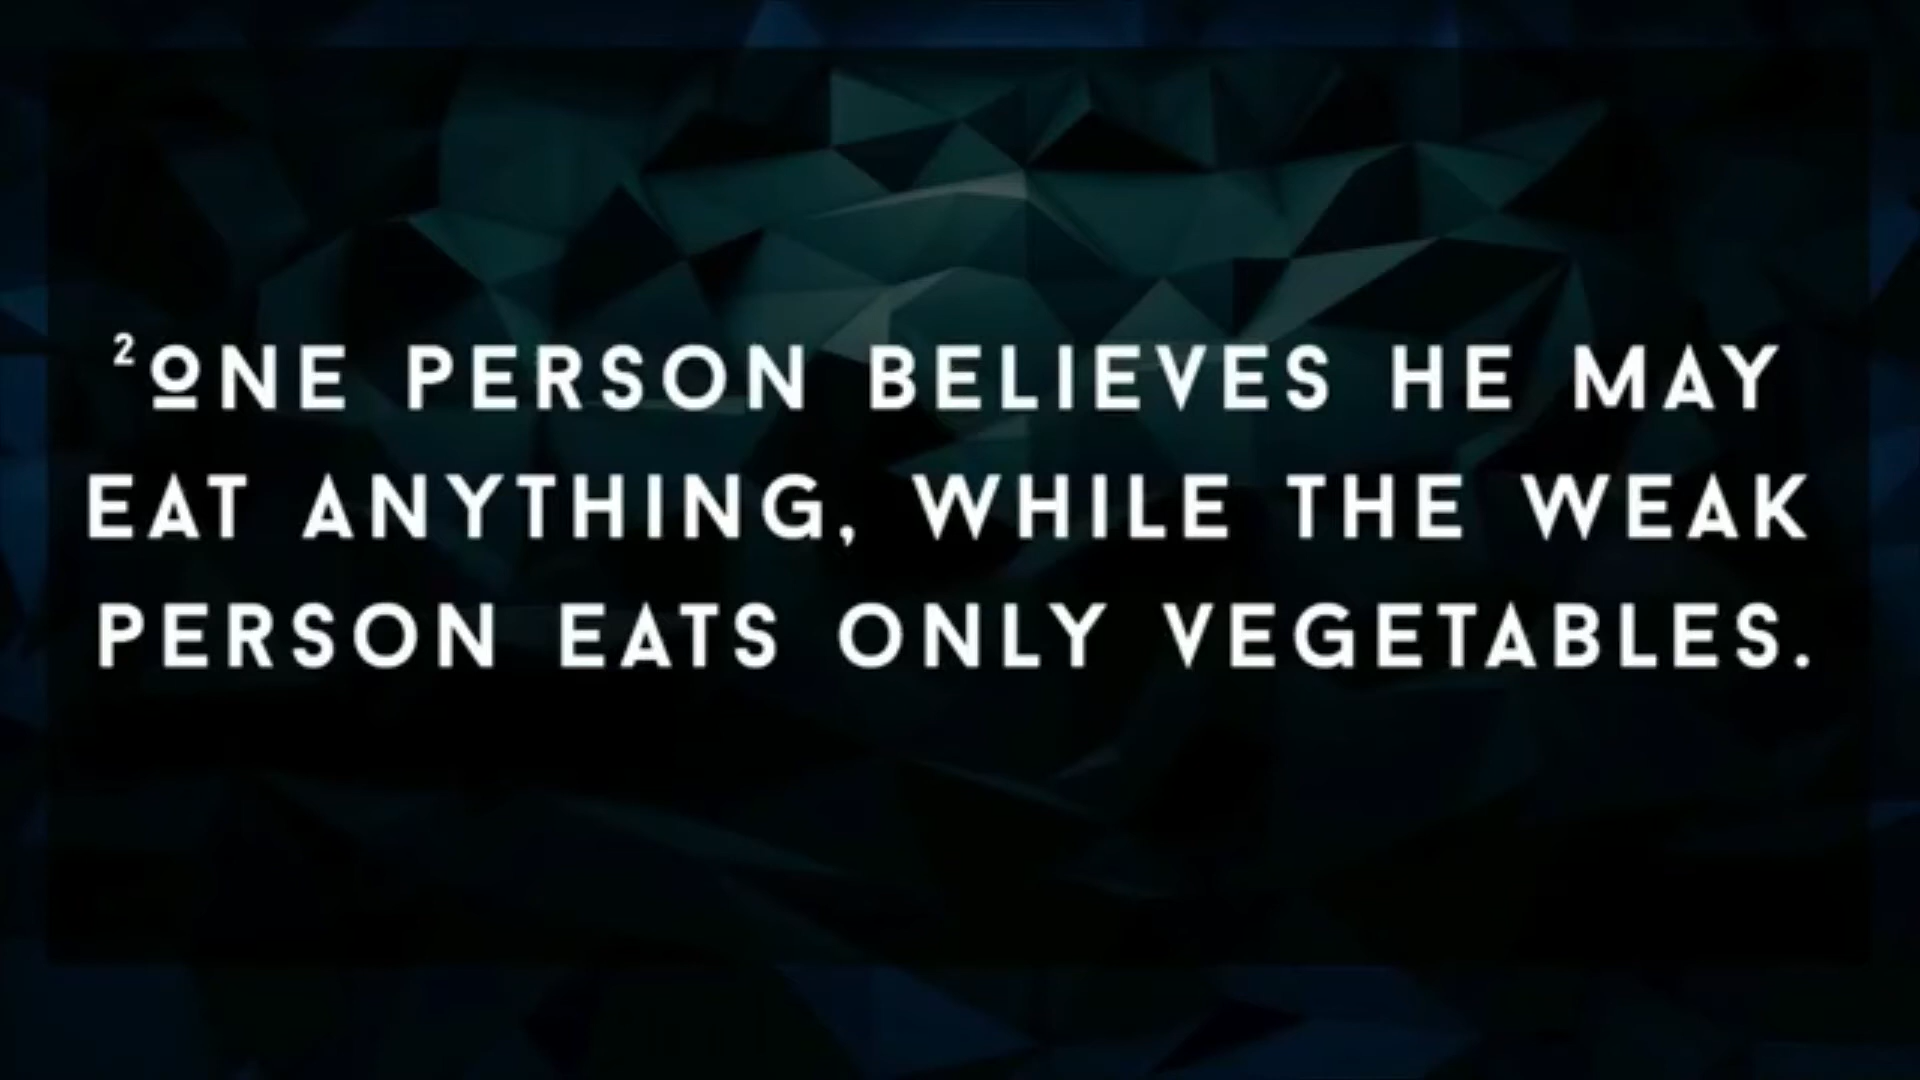 ²ONE PERSON BELIEVES HE MAY
EAT ANYTHING, WHILE THE WEAK
PERSON EATS ONLY VEGETABLES.